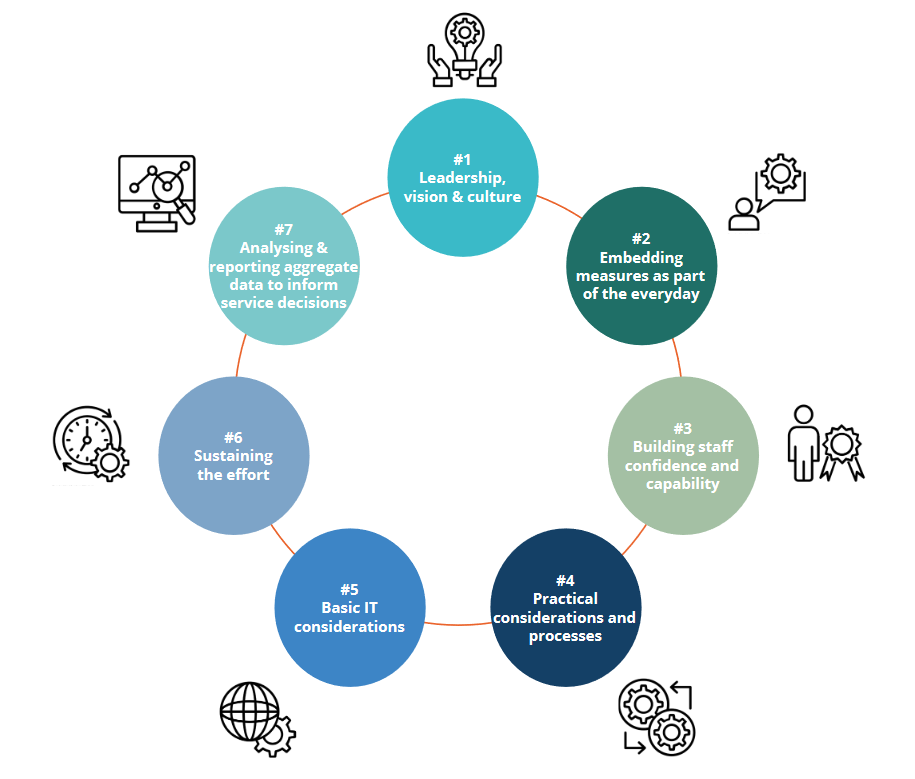 #1
Leadership,
vision & culture
#2
Embedding
measures as part
of the everyday
#3
Building staff
confidence and
capability
#4
Practical
considerations and
processes
#5
Basic IT
considerations
#6
Sustaining
the effort
#7
Analysing &
reporting aggregate
data to inform
service decisions